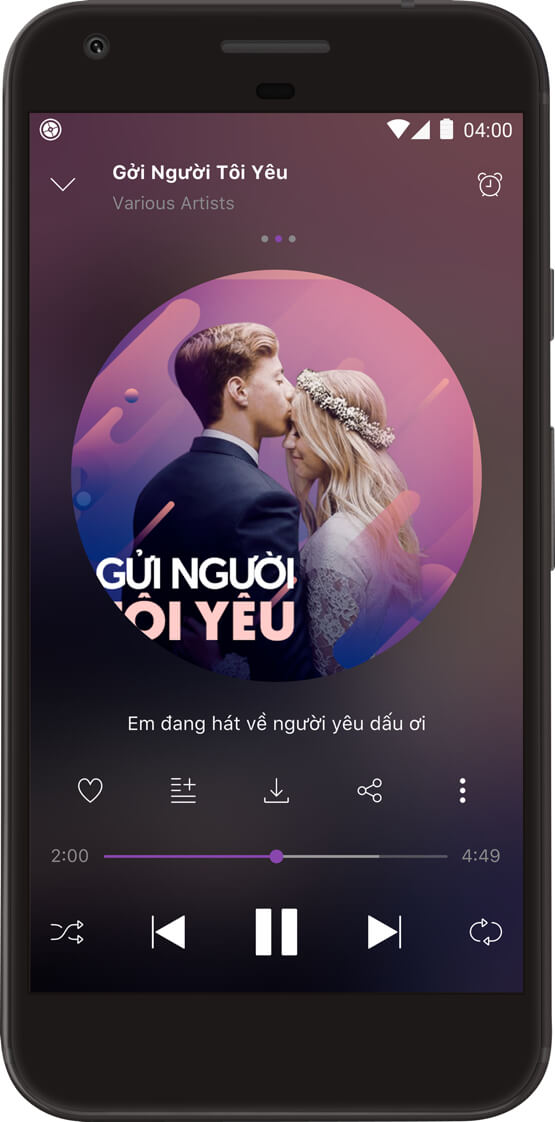 04:00
Gởi Người Tôi Yêu
Various Artists
GỬI NGƯỜI
TÔI YÊU
Em đang hát về người yêu dấu ơi
2:00
4:49